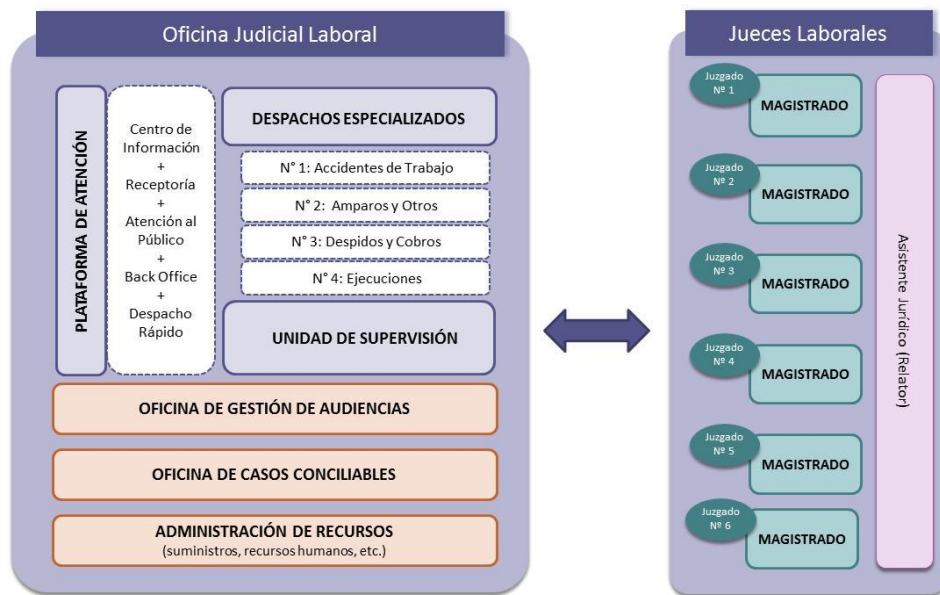 Oficina Judicial Laboral
PLATAFORMA DE ATENCIÓN
Centro de
Información
+
Receptoría
+
Atención al
Público
+
Back Office
+
Despacho
Rápido
DESPACHOS ESPECIALIZADOS
N° 1: Accidentes de Trabajo
N° 2: Amparos y Otros
N° 3: Despidos y Cobros
N° 4: Ejecuciones
UNIDAD DE SUPERVISIÓN
OFICINA DE GESTIÓN DE AUDIENCIAS
OFICINA DE CASOS CONCILIABLES
ADMINISTRACIÓN DE RECURSOS
(suministros, recursos humanos, etc.)
Jueces Laborales
Juzgado
Nº 1
MAGISTRADO
Juzgado
Nº 2
MAGISTRADO
Juzgado
Nº 3
MAGISTRADO
Juzgado
Nº 4
MAGISTRADO
Juzgado
Nº 5
MAGISTRADO
Juzgado
Nº 6
MAGISTRADO
Asistente Jurídico (Relator)